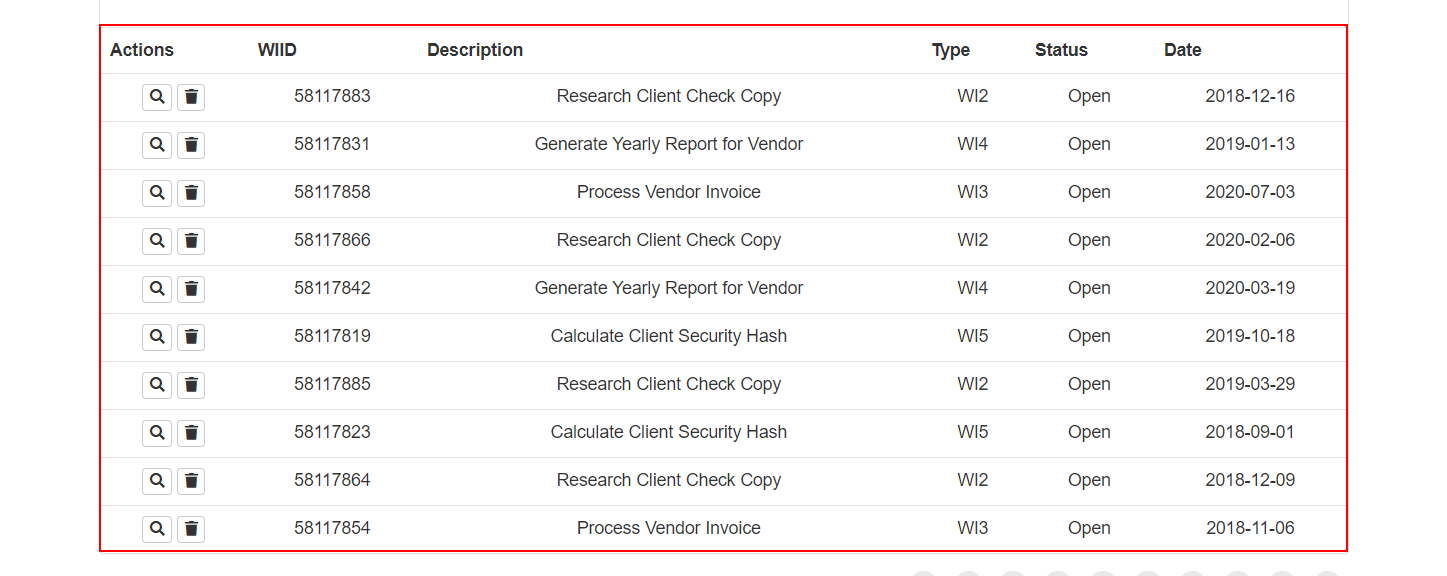 Actions WIID Description Type Status Date
58117883 Research Client Check Copy WI2 Open 2018-12-16
58117831 Generate Yearly Report for Vendor WI4 Open 2019-01-13
58117858 Process Vendor Invoice WI3 Open 2020-07-03
58117866 Research Client Check Copy WI2 Open 2020-02-06
58117842 Generate Yearly Report for Vendor WI4 Open 2020-03-19
58117819 Calculate Client Security Hash WI5 Open 2019-10-18
58117885 Research Client Check Copy WI2 Open 2019-03-29
58117823 Calculate Client Security Hash WI5 Open 2018-09-01
58117864 Research Client Check Copy WI2 Open 2018-12-09
58117854 Process Vendor Invoice WI3 Open 2018-11-06